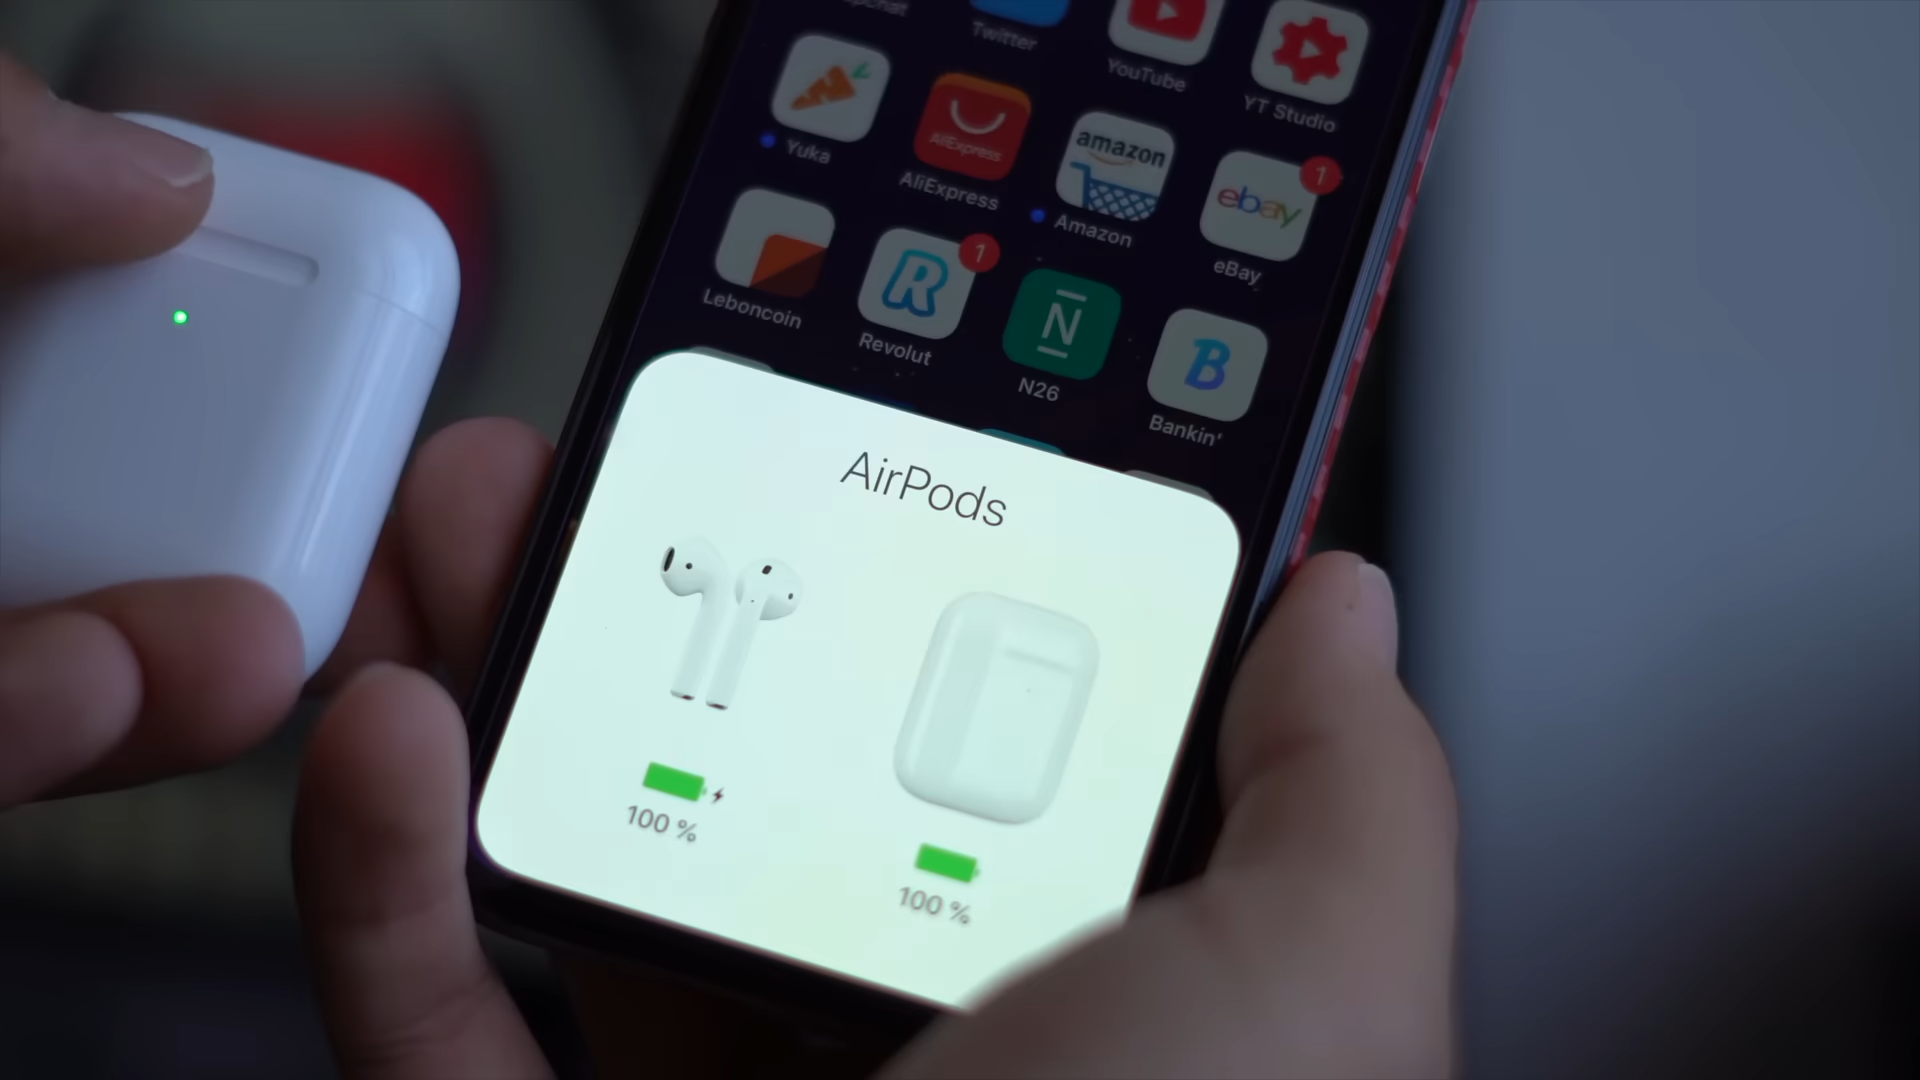 Twitter
YouTube
YT Studio
Yuka
AliExpress
AliExpress
amazon
Amazon
ebay
1
eBay
Leboncoin
R
1
Revolut
N
N26
B
Bankin'
AirPods
100 %
100 %